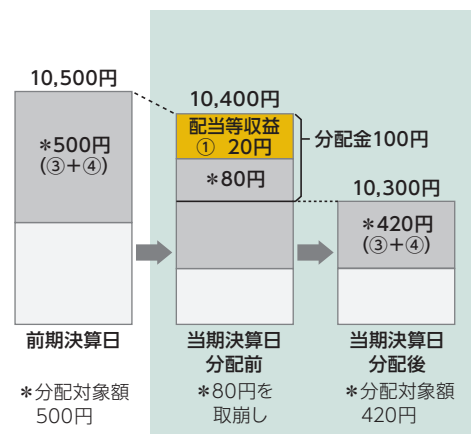 10,500円
*500円
(③+④)
前期決算日
*分配対象額
500円
10,400円
配当等収益
① 20円
*80円
分配金100円
当期決算日
分配前
*80円を
取崩し
10,300円
*420円
(③+④)
当期決算日
分配後
*分配対象額
420円